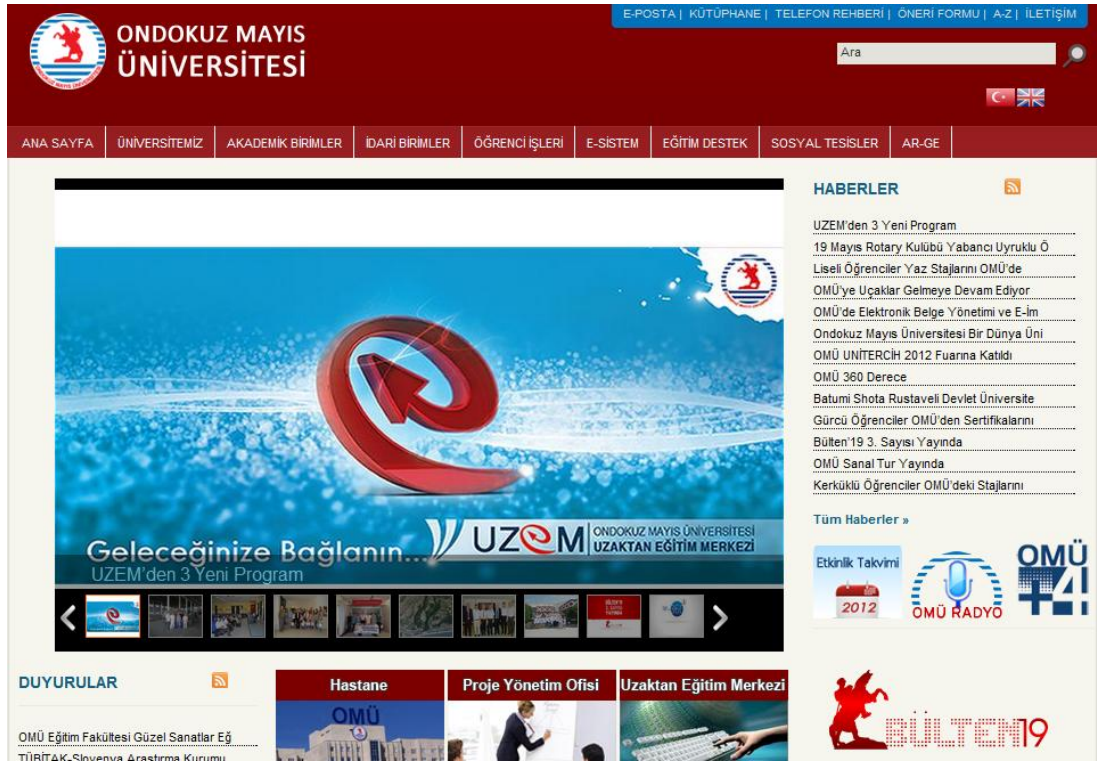 E-POSTA | KÜTÜPHANE | TELEFON REHBERİ | ÖNERİ FORMU | A-Z | İLETİŞİM
ONDOKUZ MAYIS
ÜNİVERSİTESİ
Ara
ANA SAYFA ÜNİVERSİTEMİZ AKADEMİK BİRİMLER İDARİ BİRİMLER ÖĞRENCİ İŞLERİ E-SİSTEM EĞİTİM DESTEK SOSYAL TESİSLER AR-GE
UZEM
ONDOKUZ MAYIS ÜNİVERSİTESİ
UZAKTAN EĞİTİM MERKEZİ
Geleceğinize Bağlanın...
UZEM'den 3 Yeni Program
HABERLER
UZEM'den 3 Yeni Program
19 Mayıs Rotary Kulübü Yabancı Uyruklu Ö
Liseli Öğrenciler Yaz Stajlarını OMÜ'de
OMÜ'ye Uçaklar Gelmeye Devam Ediyor
OMÜ'de Elektronik Belge Yönetimi ve E-İm
Ondokuz Mayıs Üniversitesi Bir Dünya Üni
OMÜ UNİTERCİH 2012 Fuarına Katıldı
OMÜ 360 Derece
Batumi Shota Rustaveli Devlet Üniversite
Gürcü Öğrenciler OMÜ'den Sertifikalarını
Bülten'19 3. Sayısı Yayında
OMÜ Sanal Tur Yayında
Kerküklü Öğrenciler OMÜ'deki Stajlarını
Tüm Haberler »
Etkinlik Takvimi
2012
OMÜ RADYO
OMÜ
+4!
DUYURULAR
OMÜ Eğitim Fakültesi Güzel Sanatlar Eğ
TÜBİTAK-Slovenya Araştırma Kurumu
Hastane
OMÜ
Proje Yönetim Ofisi
Uzaktan Eğitim Merkezi
BÜLTEN19